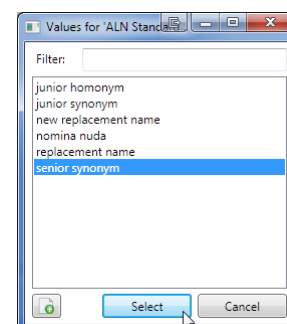 Values for 'ALN Standa
Filter:
junior homonym
junior synonym
new replacement name
nomina nuda
replacement name
senior synonym
Select
Cancel